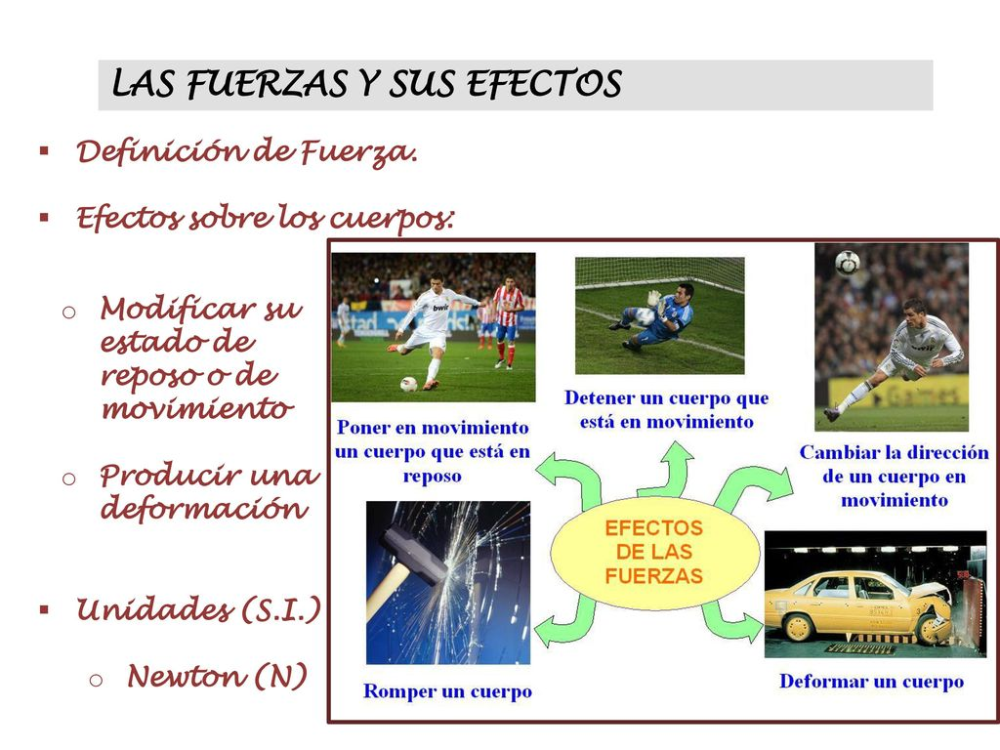 LAS FUERZAS Y SUS EFECTOS
▪ Definición de Fuerza.
▪ Efectos sobre los cuerpos:
o Modificar su
estado de
reposo o de
movimiento
o Producir una
deformación
▪ Unidades (S.I.)
o Newton (N)
bwin
Poner en movimiento
un cuerpo que está en
reposo
Detener un cuerpo que
está en movimiento
Games
Cambiar la dirección
de un cuerpo en
movimiento
EFECTOS
DE LAS
FUERZAS
Romper un cuerpo
Deformar un cuerpo